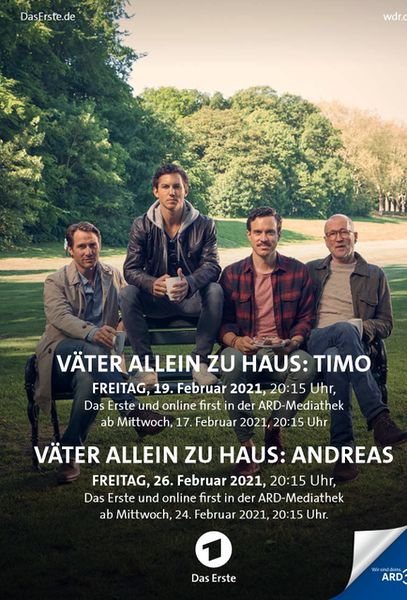 DasErste.de
wdr.d
VÄTER ALLEIN ZU HAUS: TIMO
FREITAG, 19. Februar 2021, 20:15 Uhr,
Das Erste und online first in der ARD-Mediathek
ab Mittwoch, 17. Februar 2021, 20:15 Uhr
VÄTER ALLEIN ZU HAUS: ANDREAS
FREITAG, 26. Februar 2021, 20:15 Uhr,
Das Erste und online first in der ARD-Mediathek
ab Mittwoch, 24. Februar 2021, 20:15 Uhr.
1
Das Erste
Wir sind deins.
ARD